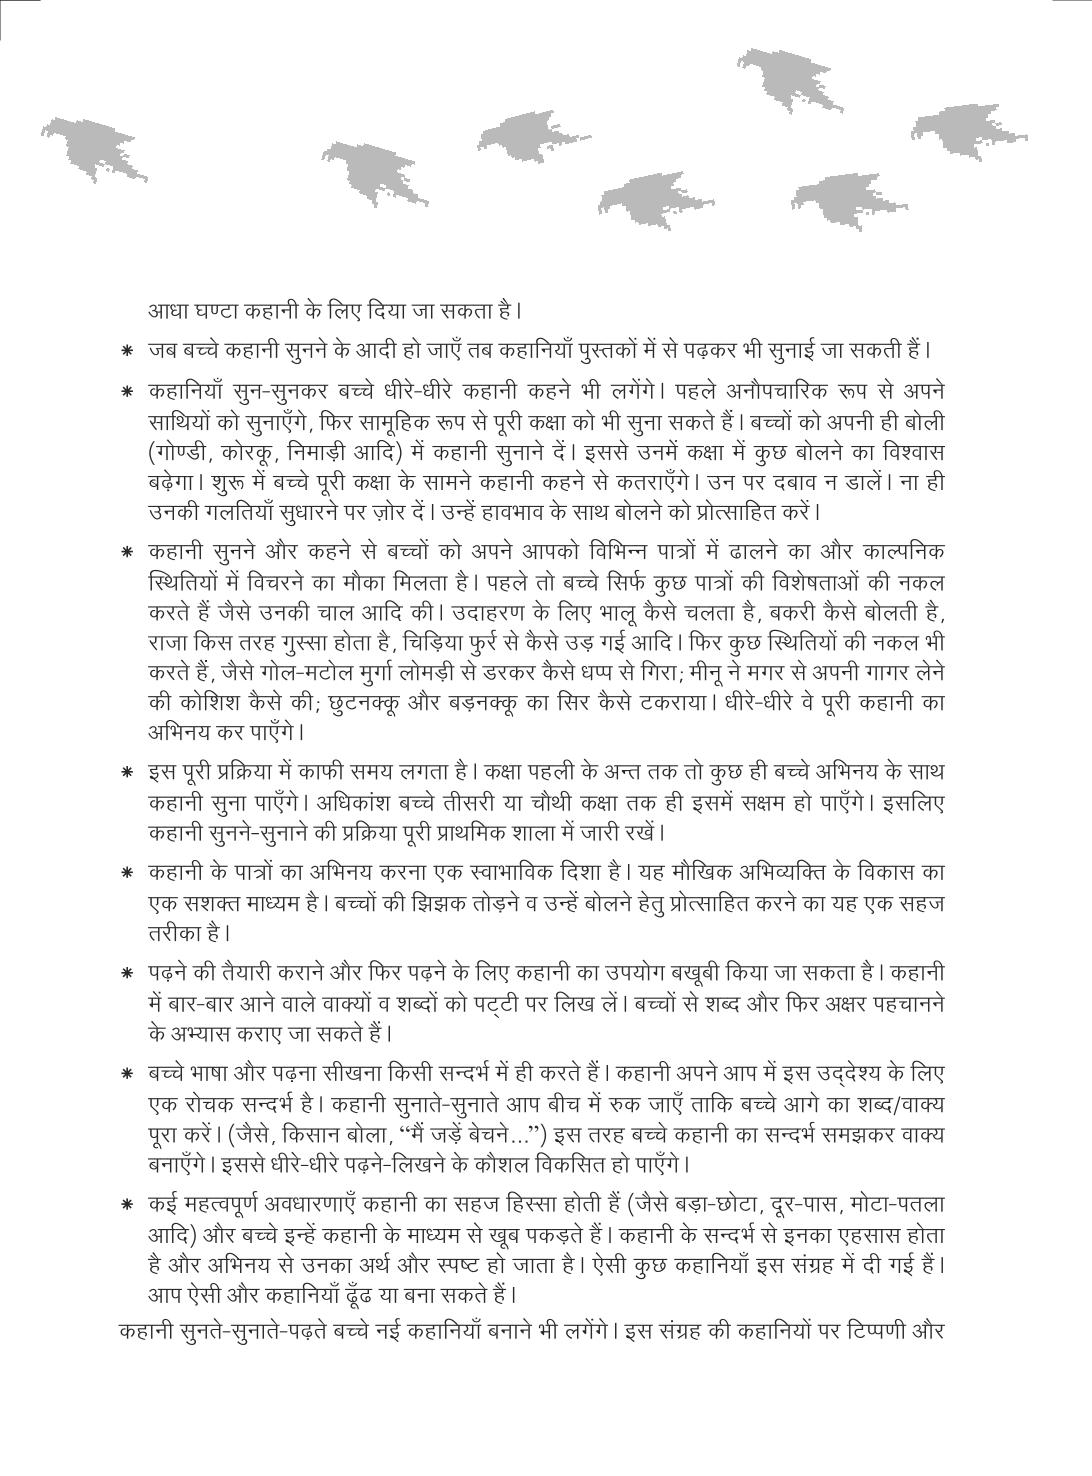 आधा घण्टा कहानी के लिए दिया जा सकता है।
* जब बच्चे कहानी सुनने के आदी हो जाएँ तब कहानियाँ पुस्तकों में से पढ़कर भी सुनाई जा सकती हैं।
* कहानियाँ सुन-सुनकर बच्चे धीरे-धीरे कहानी कहने भी लगेंगे। पहले अनौपचारिक रूप से अपने
साथियों को सुनाएँगे, फिर सामूहिक रूप से पूरी कक्षा को भी सुना सकते हैं। बच्चों को अपनी ही बोली
(गोण्डी, कोरकू, निमाड़ी आदि) में कहानी सुनाने दें। इससे उनमें कक्षा में कुछ बोलने का विश्वास
बढ़ेगा। शुरू में बच्चे पूरी कक्षा के सामने कहानी कहने से कतराएँगे। उन पर दबाव न डालें। ना ही
उनकी गलतियाँ सुधारने पर ज़ोर दें। उन्हें हावभाव के साथ बोलने को प्रोत्साहित करें।
* कहानी सुनने और कहने से बच्चों को अपने आपको विभिन्न पात्रों में ढालने का और काल्पनिक
स्थितियों में विचरने का मौका मिलता है। पहले तो बच्चे सिर्फ कुछ पात्रों की विशेषताओं की नकल
करते हैं जैसे उनकी चाल आदि की। उदाहरण के लिए भालू कैसे चलता है, बकरी कैसे बोलती है,
राजा किस तरह गुस्सा होता है, चिड़िया फुर्र से कैसे उड़ गई आदि। फिर कुछ स्थितियों की नकल भी
करते हैं, जैसे गोल-मटोल मुर्गा लोमड़ी से डरकर कैसे धप्प से गिरा; मीनू ने मगर से अपनी गागर लेने
की कोशिश कैसे की; छुटनक्कू और बड़नक्कू का सिर कैसे टकराया। धीरे-धीरे वे पूरी कहानी का
अभिनय कर पाएँगे।
* इस पूरी प्रक्रिया में काफी समय लगता है। कक्षा पहली के अन्त तक तो कुछ ही बच्चे अभिनय के साथ
कहानी सुना पाएँगे। अधिकांश बच्चे तीसरी या चौथी कक्षा तक ही इसमें सक्षम हो पाएँगे। इसलिए
कहानी सुनने-सुनाने की प्रक्रिया पूरी प्राथमिक शाला में जारी रखें।
* कहानी के पात्रों का अभिनय करना एक स्वाभाविक दिशा है। यह मौखिक अभिव्यक्ति के विकास का
एक सशक्त माध्यम है। बच्चों की झिझक तोड़ने व उन्हें बोलने हेतु प्रोत्साहित करने का यह एक सहज
तरीका है।
* पढ़ने की तैयारी कराने और फिर पढ़ने के लिए कहानी का उपयोग बखूबी किया जा सकता है। कहानी
में बार-बार आने वाले वाक्यों व शब्दों को पट्टी पर लिख लें। बच्चों से शब्द और फिर अक्षर पहचानने
के अभ्यास कराए जा सकते हैं।
* बच्चे भाषा और पढ़ना सीखना किसी सन्दर्भ में ही करते हैं। कहानी अपने आप में इस उद्देश्य के लिए
एक रोचक सन्दर्भ है। कहानी सुनाते-सुनाते आप बीच में रुक जाएँ ताकि बच्चे आगे का शब्द/वाक्य
पूरा करें। (जैसे, किसान बोला, “मैं जड़ें बेचने...”) इस तरह बच्चे कहानी का सन्दर्भ समझकर वाक्य
बनाएँगे। इससे धीरे-धीरे पढ़ने-लिखने के कौशल विकसित हो पाएँगे।
* कई महत्वपूर्ण अवधारणाएँ कहानी का सहज हिस्सा होती हैं (जैसे बड़ा-छोटा, दूर-पास, मोटा-पतला
आदि) और बच्चे इन्हें कहानी के माध्यम से खूब पकड़ते हैं। कहानी के सन्दर्भ से इनका एहसास होता
है और अभिनय से उनका अर्थ और स्पष्ट हो जाता है। ऐसी कुछ कहानियाँ इस संग्रह में दी गई हैं।
आप ऐसी और कहानियाँ ढूँढ या बना सकते हैं।
कहानी सुनते-सुनाते-पढ़ते बच्चे नई कहानियाँ बनाने भी लगेंगे। इस संग्रह की कहानियों पर टिप्पणी और